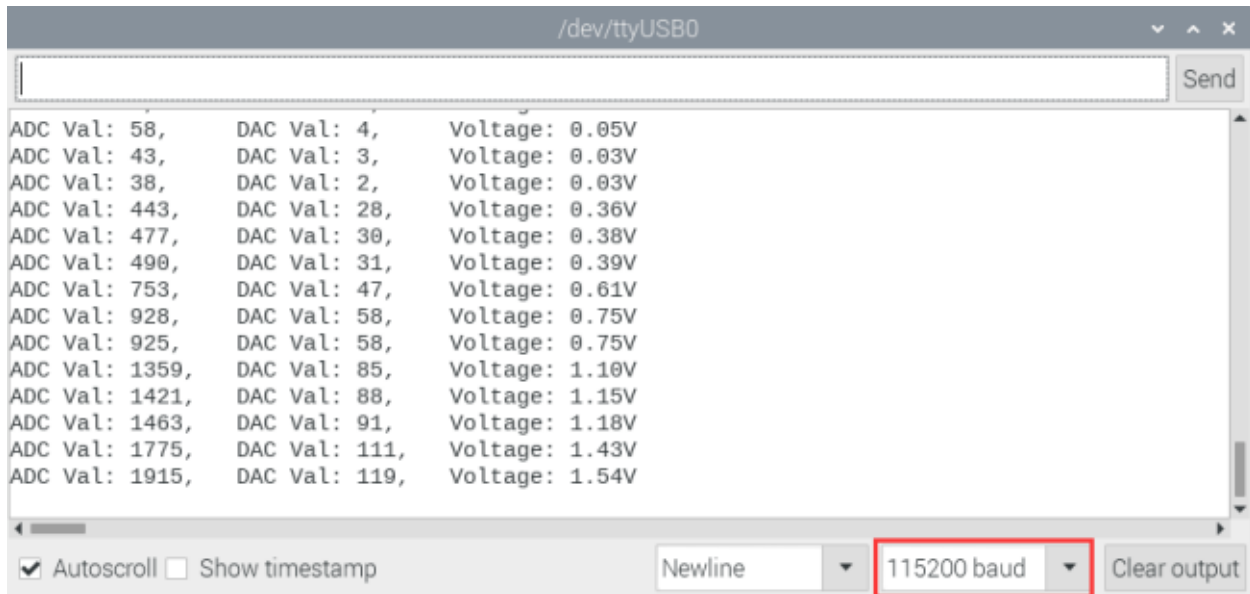 /dev/ttyUSB0
Send
ADC Val: 58, DAC Val: 4, Voltage: 0.05V
ADC Val: 43, DAC Val: 3, Voltage: 0.03V
ADC Val: 38, DAC Val: 2, Voltage: 0.03V
ADC Val: 443, DAC Val: 28, Voltage: 0.36V
ADC Val: 477, DAC Val: 30, Voltage: 0.38V
ADC Val: 490, DAC Val: 31, Voltage: 0.39V
ADC Val: 753, DAC Val: 47, Voltage: 0.61V
ADC Val: 928, DAC Val: 58, Voltage: 0.75V
ADC Val: 925, DAC Val: 58, Voltage: 0.75V
ADC Val: 1359, DAC Val: 85, Voltage: 1.10V
ADC Val: 1421, DAC Val: 88, Voltage: 1.15V
ADC Val: 1463, DAC Val: 91, Voltage: 1.18V
ADC Val: 1775, DAC Val: 111, Voltage: 1.43V
ADC Val: 1915, DAC Val: 119, Voltage: 1.54V
Autoscroll Show timestamp Newline 115200 baud Clear output